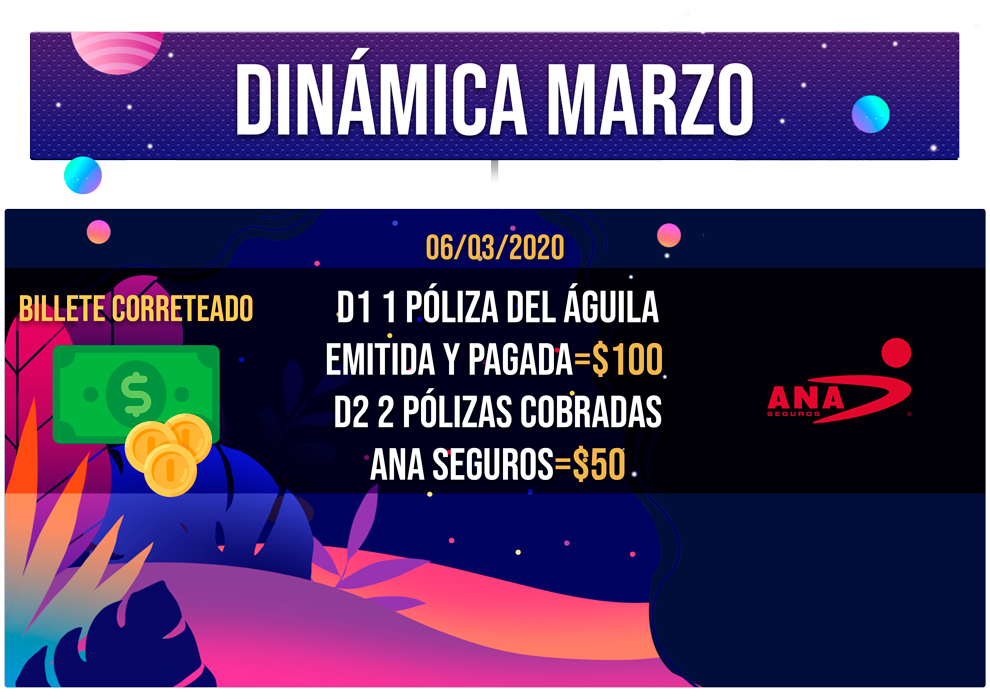 DINÁMICA MARZO
06/03/2020
BILLETE CORRETEADO
D1 1 PÓLIZA DEL ÁGUILA
EMITIDA Y PAGADA=$100
D2 2 PÓLIZAS COBRADAS
ANA SEGUROS=$50
$
ANA
SEGUROS